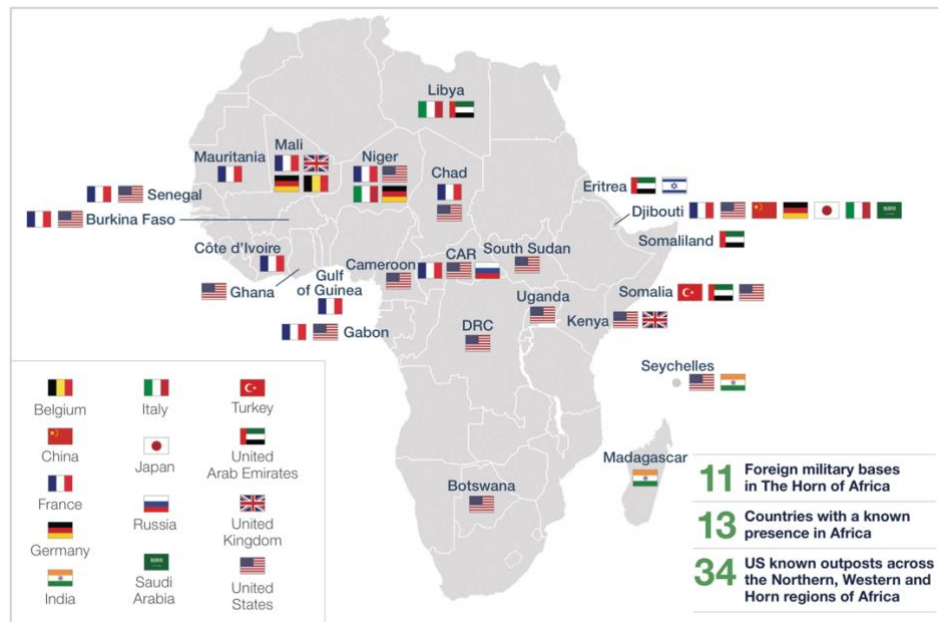 Libya
Mali
Mauritania
Niger
Chad
Senegal
Burkina Faso
Eritrea
Djibouti
Somaliland
Côte d'Ivoire
Ghana
Gulf
of Guinea
Cameroon
CAR
South Sudan
Gabon
Uganda
Somalia
Kenya
DRC
Seychelles
Madagascar
Botswana
Belgium
China
France
Germany
India
Italy
Japan
Russia
Saudi
Arabia
Turkey
United
Arab Emirates
United
Kingdom
United
States
11 Foreign military bases
in The Horn of Africa
13 Countries with a known
presence in Africa
34 US known outposts across
the Northern, Western and
Horn regions of Africa